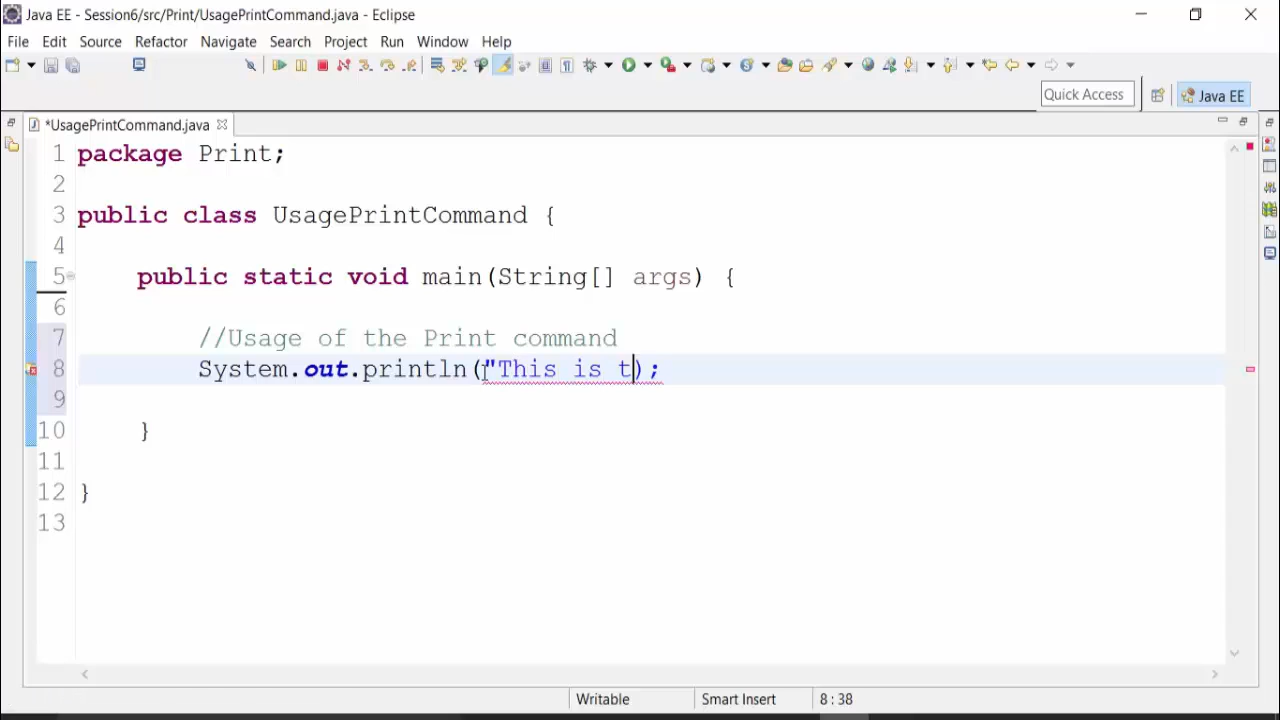 Java EE - Session6/src/Print/UsagePrintCommand.java - Eclipse
File Edit Source Refactor Navigate Search Project Run Window Help
Quick Access
Java EE
*UsagePrintCommand.java
1 package Print;
2
3 public class UsagePrintCommand {
4
5 public static void main(String[] args) {
6
7 //Usage of the Print command
8 System.out.println("This is t);
9
10 }
11
12 }
13
Writable Smart Insert 8 : 38